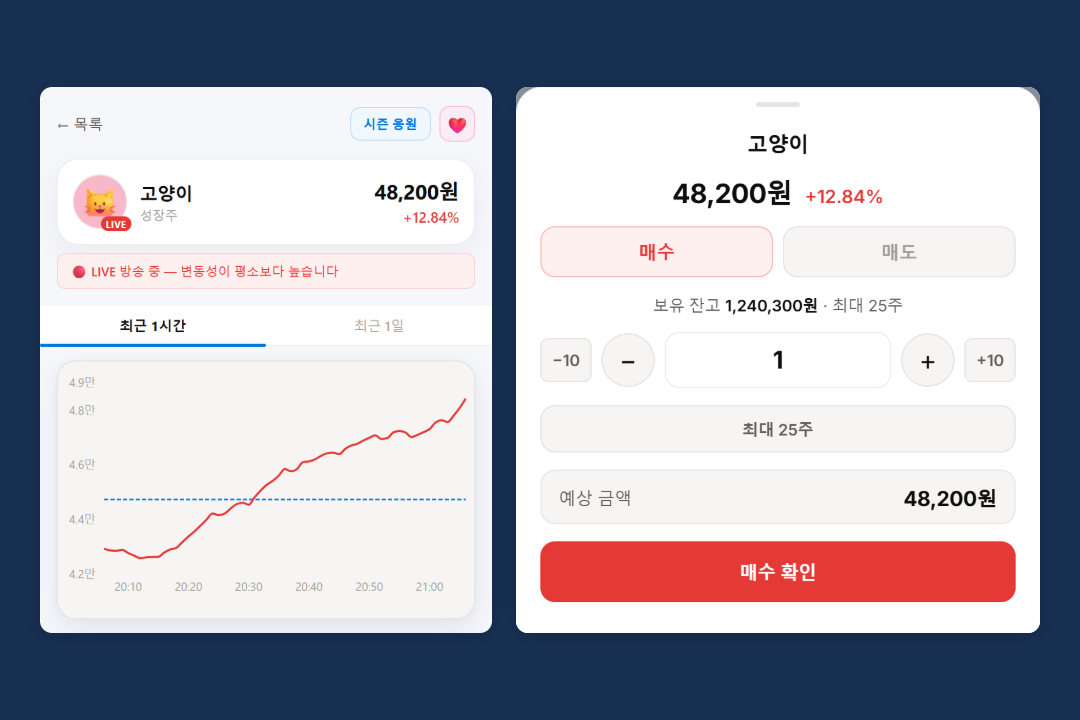 ← 목록
시즌 응원
고양이
48,200원
성장주
+12.84%
LIVE
LIVE 방송 중 — 변동성이 평소보다 높습니다
최근 1시간
최근 1일
4.9만
4.8만
4.6만
4.4만
4.2만
20:10 20:20 20:30 20:40 20:50 21:00
고양이
48,200원 +12.84%
매수 매도
보유 잔고 1,240,300원 · 최대 25주
−10 − 1 + +10
최대 25주
예상 금액 48,200원
매수 확인